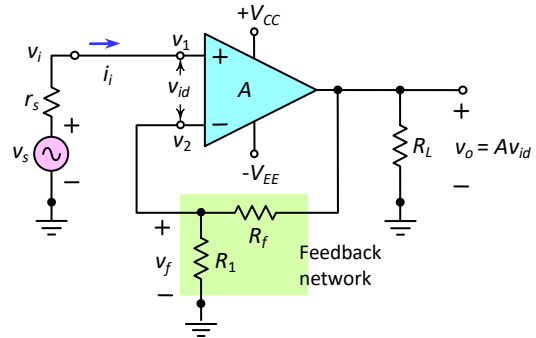 +V_CC
v_i
v_1
i_i
+
A
v_id
r_s
−
v_2
+
+
v_s
R_L
v_o = Av_id
−
-V_EE
−
+
R_f
Feedback
network
v_f
R_1
−